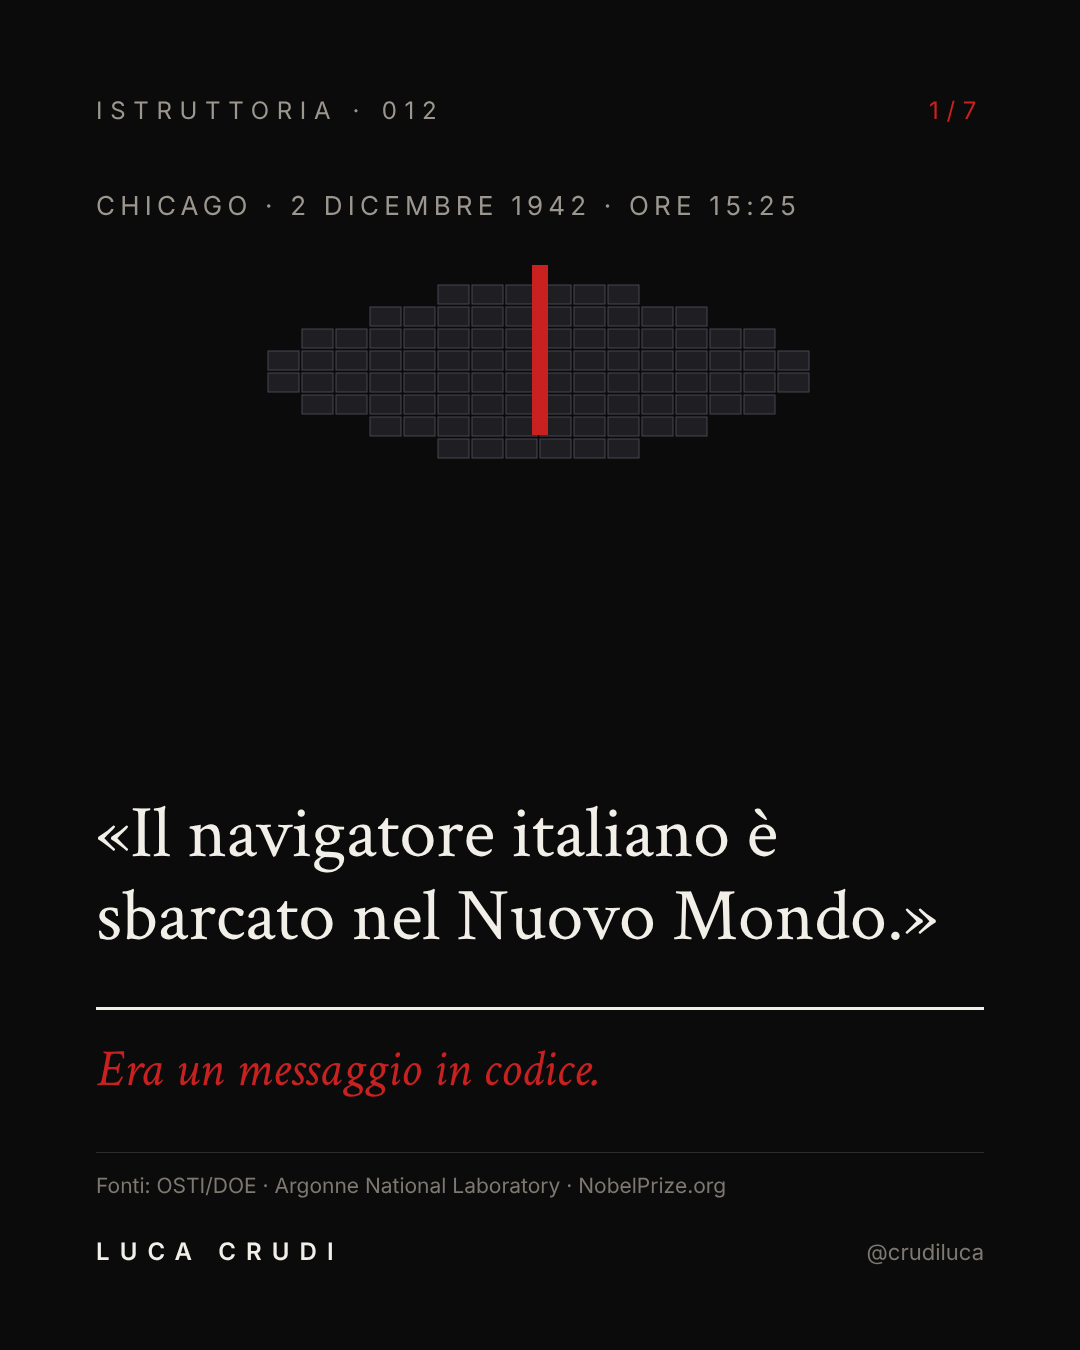 ISTRUTTORIA · 012
1/7
CHICAGO · 2 DICEMBRE 1942 · ORE 15:25
«Il navigatore italiano è
sbarcato nel Nuovo Mondo.»
Era un messaggio in codice.
Fonti: OSTI/DOE · Argonne National Laboratory · NobelPrize.org
LUCA CRUDI
@crudiluca